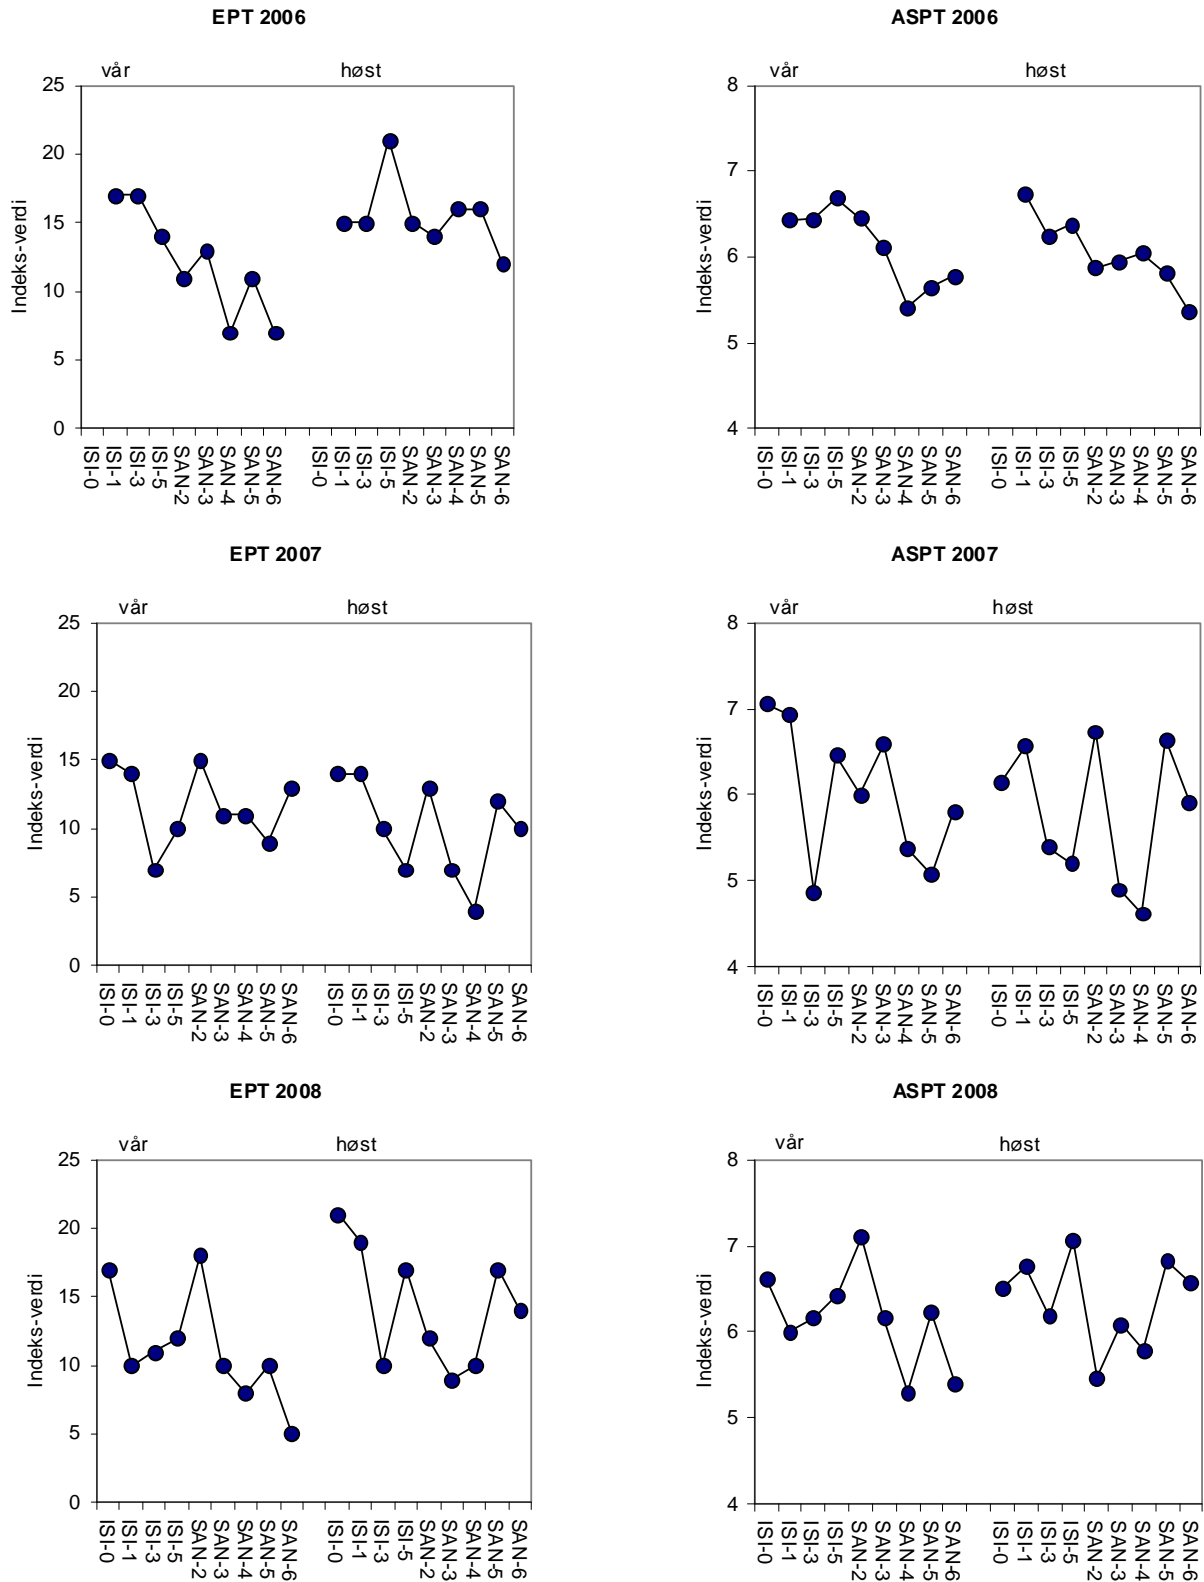 EPT 2006
vår høst
25
20
15
10
5
0
Indeks-verdi
ISI-0 ISI-1 ISI-3 ISI-5 SAN-2 SAN-3 SAN-4 SAN-5 SAN-6 ISI-0 ISI-1 ISI-3 ISI-5 SAN-2 SAN-3 SAN-4 SAN-5 SAN-6
ASPT 2006
vår høst
8
7
6
5
4
Indeks-verdi
ISI-0 ISI-1 ISI-3 ISI-5 SAN-2 SAN-3 SAN-4 SAN-5 SAN-6 ISI-0 ISI-1 ISI-3 ISI-5 SAN-2 SAN-3 SAN-4 SAN-5 SAN-6
EPT 2007
vår høst
25
20
15
10
5
0
Indeks-verdi
ISI-0 ISI-1 ISI-3 ISI-5 SAN-2 SAN-3 SAN-4 SAN-5 SAN-6 ISI-0 ISI-1 ISI-3 ISI-5 SAN-2 SAN-3 SAN-4 SAN-5 SAN-6
ASPT 2007
vår høst
8
7
6
5
4
Indeks-verdi
ISI-0 ISI-1 ISI-3 ISI-5 SAN-2 SAN-3 SAN-4 SAN-5 SAN-6 ISI-0 ISI-1 ISI-3 ISI-5 SAN-2 SAN-3 SAN-4 SAN-5 SAN-6
EPT 2008
vår høst
25
20
15
10
5
0
Indeks-verdi
ISI-0 ISI-1 ISI-3 ISI-5 SAN-2 SAN-3 SAN-4 SAN-5 SAN-6 ISI-0 ISI-1 ISI-3 ISI-5 SAN-2 SAN-3 SAN-4 SAN-5 SAN-6
ASPT 2008
vår høst
8
7
6
5
4
Indeks-verdi
ISI-0 ISI-1 ISI-3 ISI-5 SAN-2 SAN-3 SAN-4 SAN-5 SAN-6 ISI-0 ISI-1 ISI-3 ISI-5 SAN-2 SAN-3 SAN-4 SAN-5 SAN-6